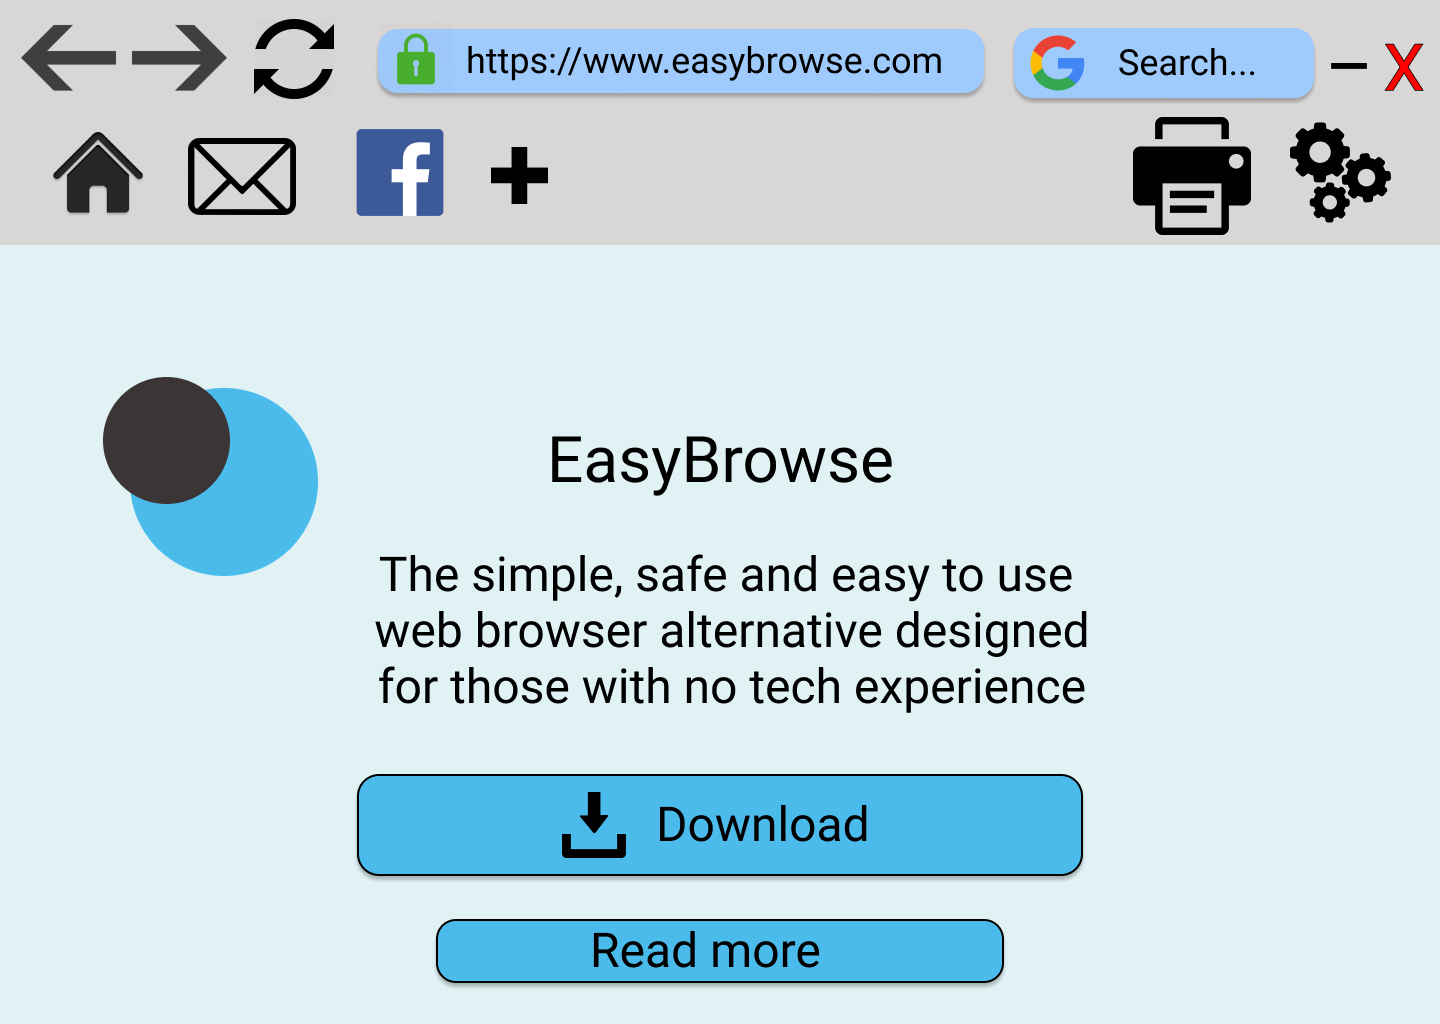 https://www.easybrowse.com
Search...
X
EasyBrowse
The simple, safe and easy to use
web browser alternative designed
for those with no tech experience
Download
Read more